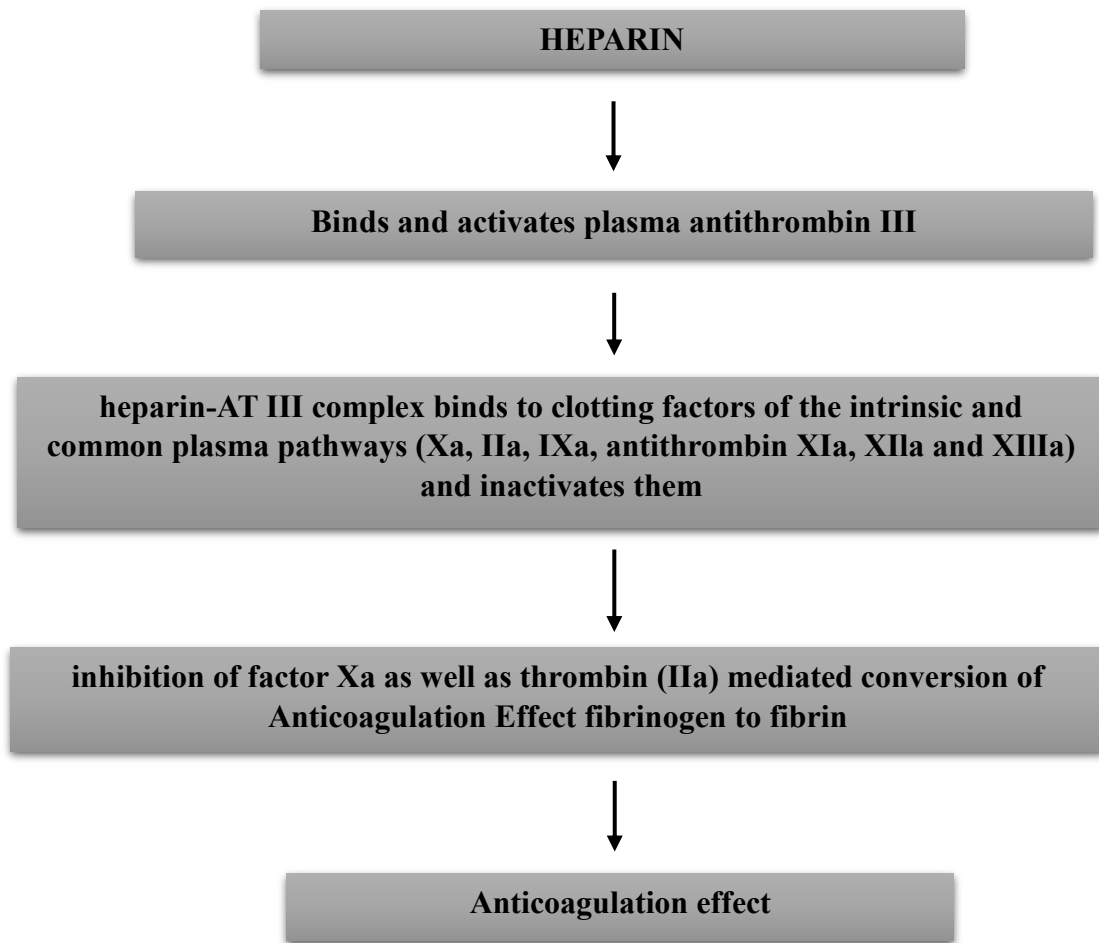 HEPARIN
Binds and activates plasma antithrombin III
heparin-AT III complex binds to clotting factors of the intrinsic and
common plasma pathways (Xa, IIa, IXa, antithrombin XIa, XIla and XIlIa)
and inactivates them
inhibition of factor Xa as well as thrombin (IIa) mediated conversion of
Anticoagulation Effect fibrinogen to fibrin
Anticoagulation effect